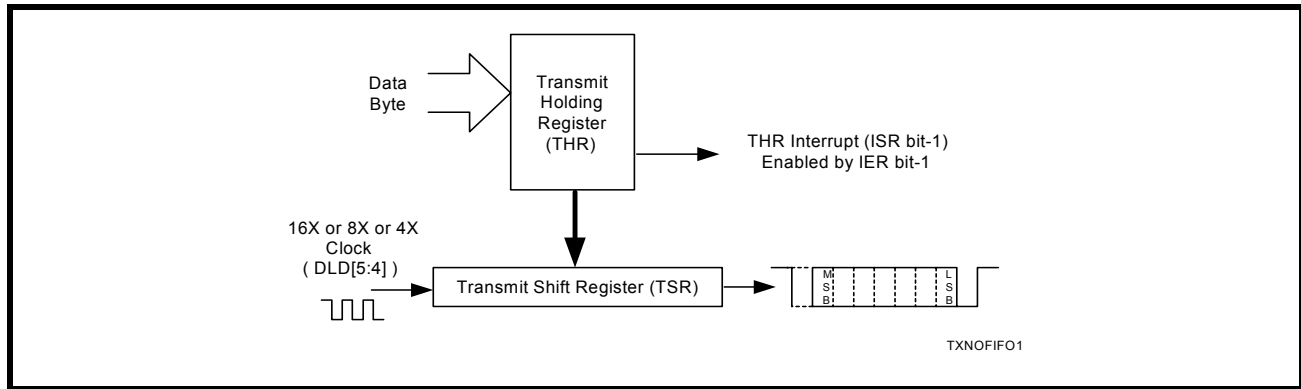 Data
Byte
Transmit
Holding
Register
(THR)
THR Interrupt (ISR bit-1)
Enabled by IER bit-1
16X or 8X or 4X
Clock
( DLD[5:4] )
Transmit Shift Register (TSR)
M
S
B
L
S
B
TXNOFIFO1